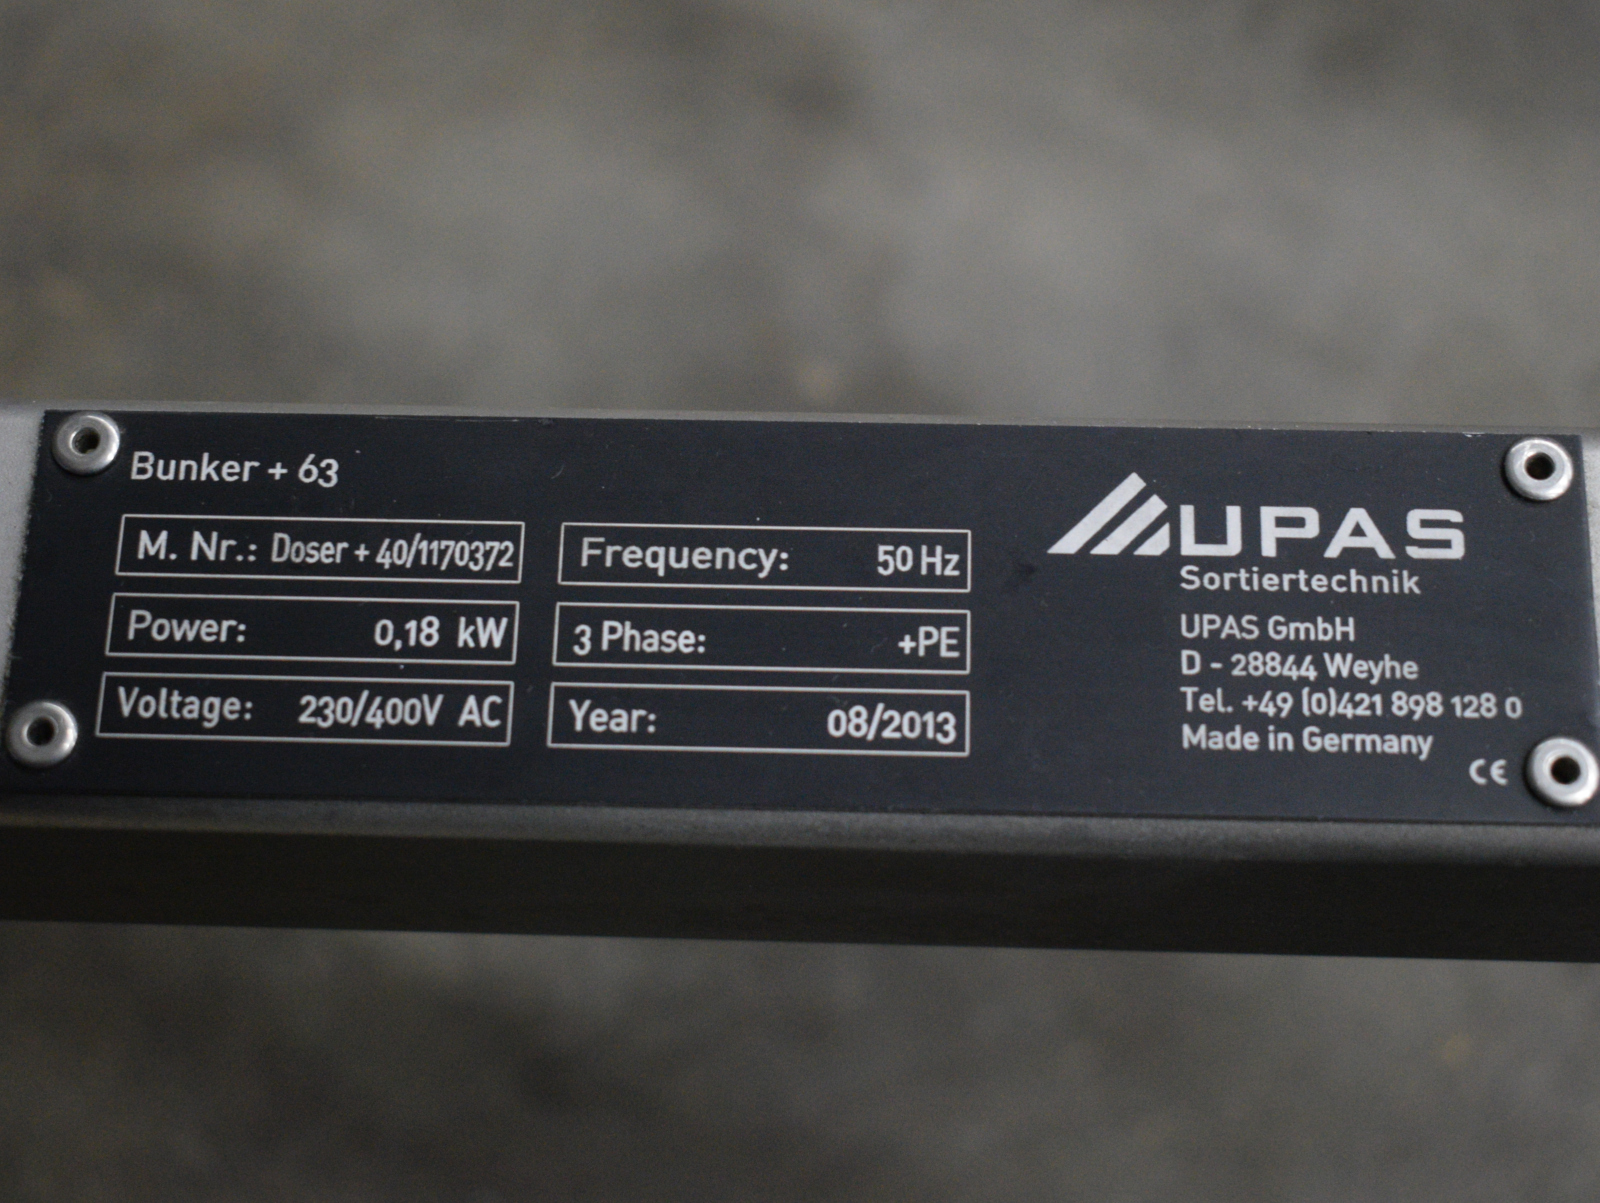 Bunker + 63
M. Nr.: Doser + 40/1170372
Power: 0,18 kW
Voltage: 230/400V AC
Frequency: 50 Hz
3 Phase: +PE
Year: 08/2013
UPAS
Sortiertechnik
UPAS GmbH
D - 28844 Weyhe
Tel. +49 (0)421 898 128 0
Made in Germany
CE